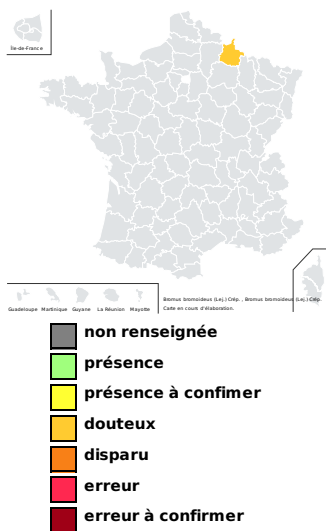 Île-de-France
Guadeloupe Martinique Guyane La Réunion Mayotte
Bromus bromoideus (Lej.) Crép. , Bromus bromoideus (Lej.) Crép.
Carte en cours d'élaboration.
non renseignée
présence
présence à confimer
douteux
disparu
erreur
erreur à confirmer